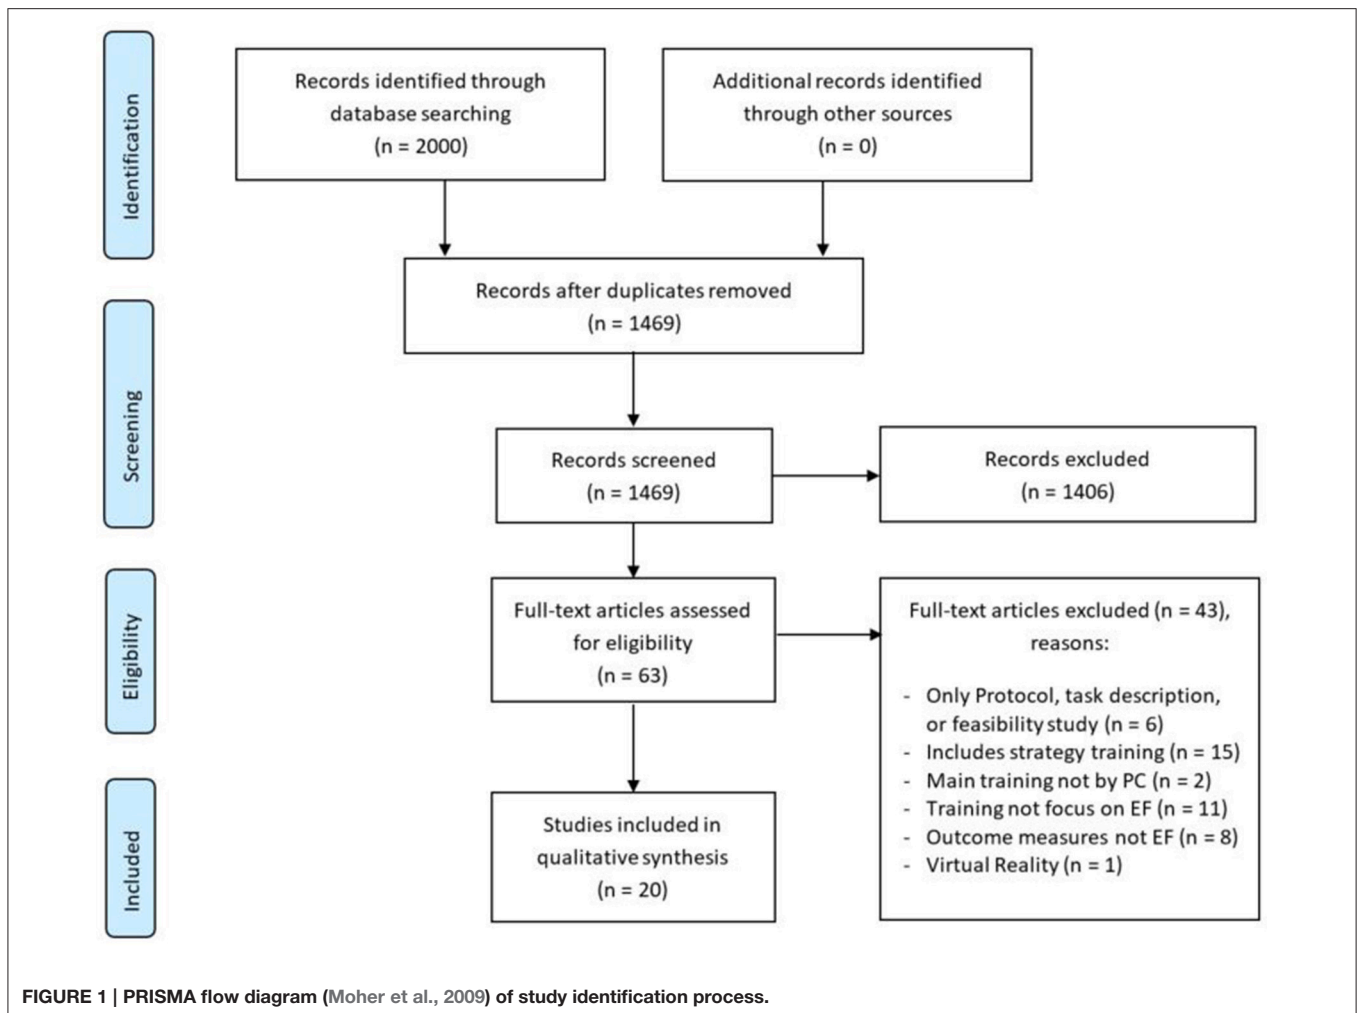 Identification
Records identified through
database searching
(n = 2000)
Additional records identified
through other sources
(n = 0)
Records after duplicates removed
(n = 1469)
Screening
Records screened
(n = 1469)
Records excluded
(n = 1406)
Eligibility
Full-text articles assessed
for eligibility
(n = 63)
Full-text articles excluded (n = 43),
reasons:
- Only Protocol, task description,
or feasibility study (n = 6)
- Includes strategy training (n = 15)
- Main training not by PC (n = 2)
- Training not focus on EF (n = 11)
- Outcome measures not EF (n = 8)
- Virtual Reality (n = 1)
Included
Studies included in
qualitative synthesis
(n = 20)
FIGURE 1 | PRISMA flow diagram (Moher et al., 2009) of study identification process.